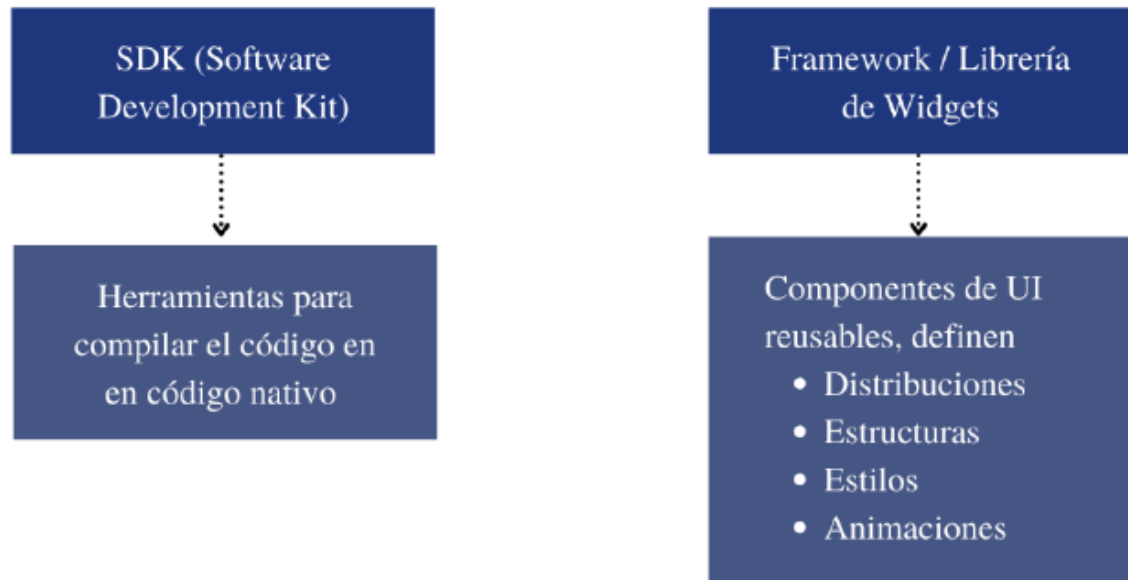 SDK (Software
Development Kit)
Herramientas para
compilar el código en
en código nativo
Framework / Librería
de Widgets
Componentes de UI
reusables, definen
• Distribuciones
• Estructuras
• Estilos
• Animaciones